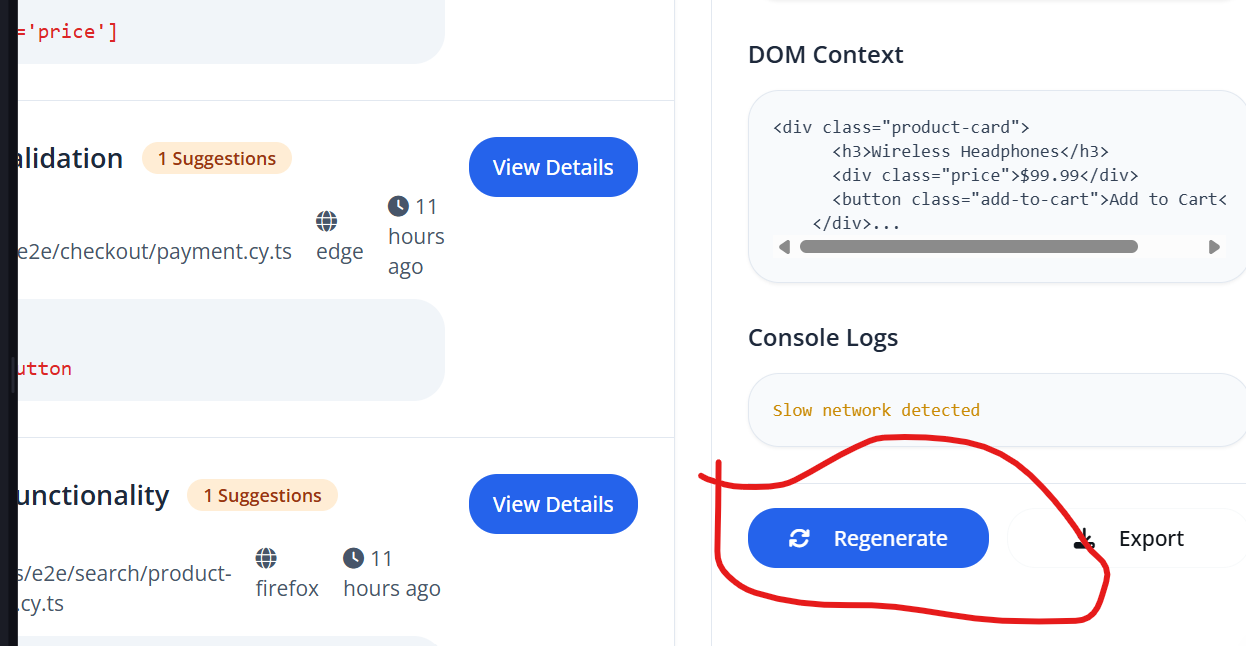 ='price']
alidation
1 Suggestions
View Details
e2e/checkout/payment.cy.ts
edge
11
hours
ago
utton
unctionality
1 Suggestions
View Details
s/e2e/search/product-
.cy.ts
firefox
11
hours ago
DOM Context
<div class="product-card">
<h3>Wireless Headphones</h3>
<div class="price">$99.99</div>
<button class="add-to-cart">Add to Cart<
</div>...
Console Logs
Slow network detected
Regenerate
Export